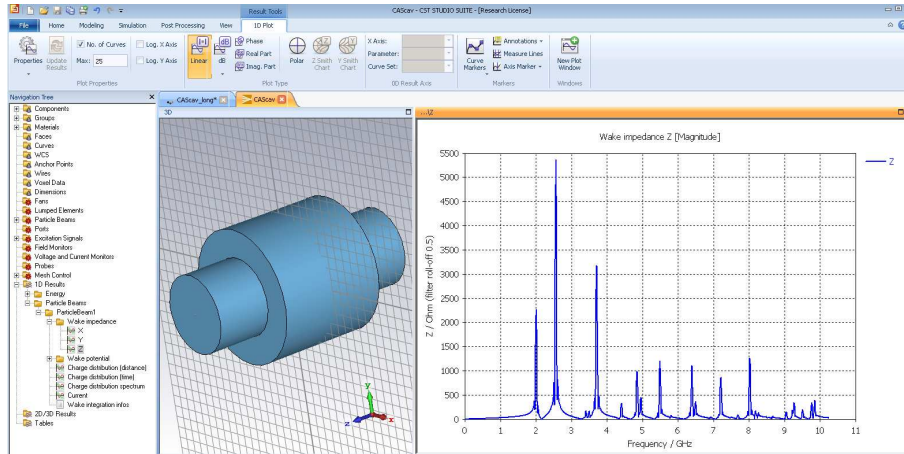 Result Tools
CAScav - CST STUDIO SUITE - [Research License]
File Home Modeling Simulation Post Processing View 1D Plot
Properties
Update Results
No. of Curves
Max: 25
Log. X Axis
Log. Y Axis
Plot Properties
Linear
dB
Phase
Real Part
Imag. Part
Polar
Z Smith Chart
Y Smith Chart
Plot Type
X Axis:
Parameter:
Curve Set:
0D Result Axis
Curve Markers
Annotations
Measure Lines
Axis Marker
Markers
New Plot Window
Windows
Navigation Tree
Components
Groups
Materials
Faces
Curves
WCS
Anchor Points
Wires
Voxel Data
Dimensions
Fans
Lumped Elements
Particle Beams
Ports
Excitation Signals
Field Monitors
Voltage and Current Monitors
Probes
Mesh Control
1D Results
Energy
Particle Beams
ParticleBeam1
Wake impedance
X
Y
Z
Wake potential
Charge distribution (distance)
Charge distribution (time)
Charge distribution spectrum
Current
Wake integration infos
2D/3D Results
Tables
CAScav_long*
CAScav
3D
y
z
x
...\Z
Wake impedance Z [Magnitude]
Z
Z / Ohm (filter roll-off 0.5)
5500
5000
4500
4000
3500
3000
2500
2000
1500
1000
500
0
0 1 2 3 4 5 6 7 8 9 10 11
Frequency / GHz